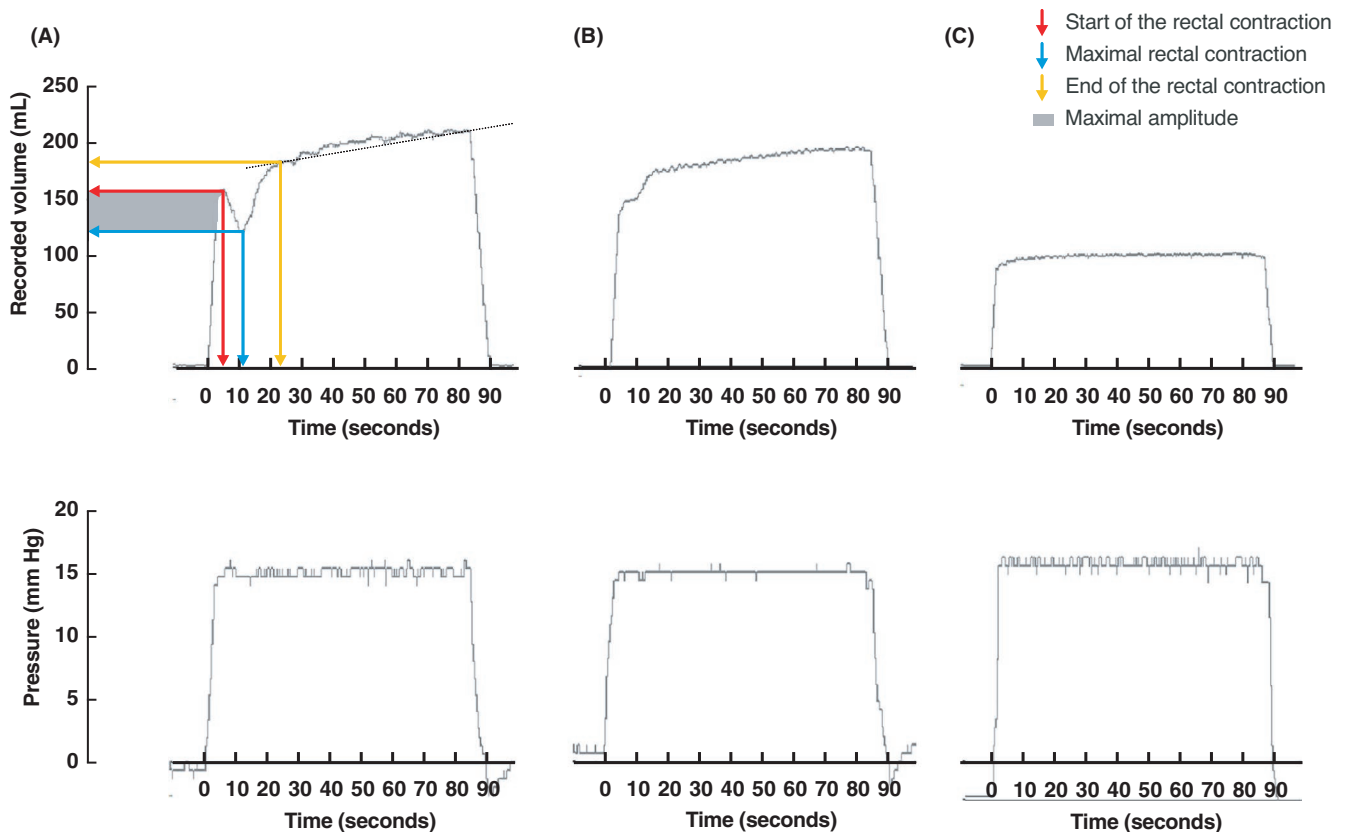 (A)
(B)
(C)
Start of the rectal contraction
Maximal rectal contraction
End of the rectal contraction
Maximal amplitude
Recorded volume (mL)
250
200
150
100
50
0
0 10 20 30 40 50 60 70 80 90
0 10 20 30 40 50 60 70 80 90
0 10 20 30 40 50 60 70 80 90
Time (seconds)
Time (seconds)
Time (seconds)
Pressure (mm Hg)
20
15
10
5
0
0 10 20 30 40 50 60 70 80 90
0 10 20 30 40 50 60 70 80 90
0 10 20 30 40 50 60 70 80 90
Time (seconds)
Time (seconds)
Time (seconds)